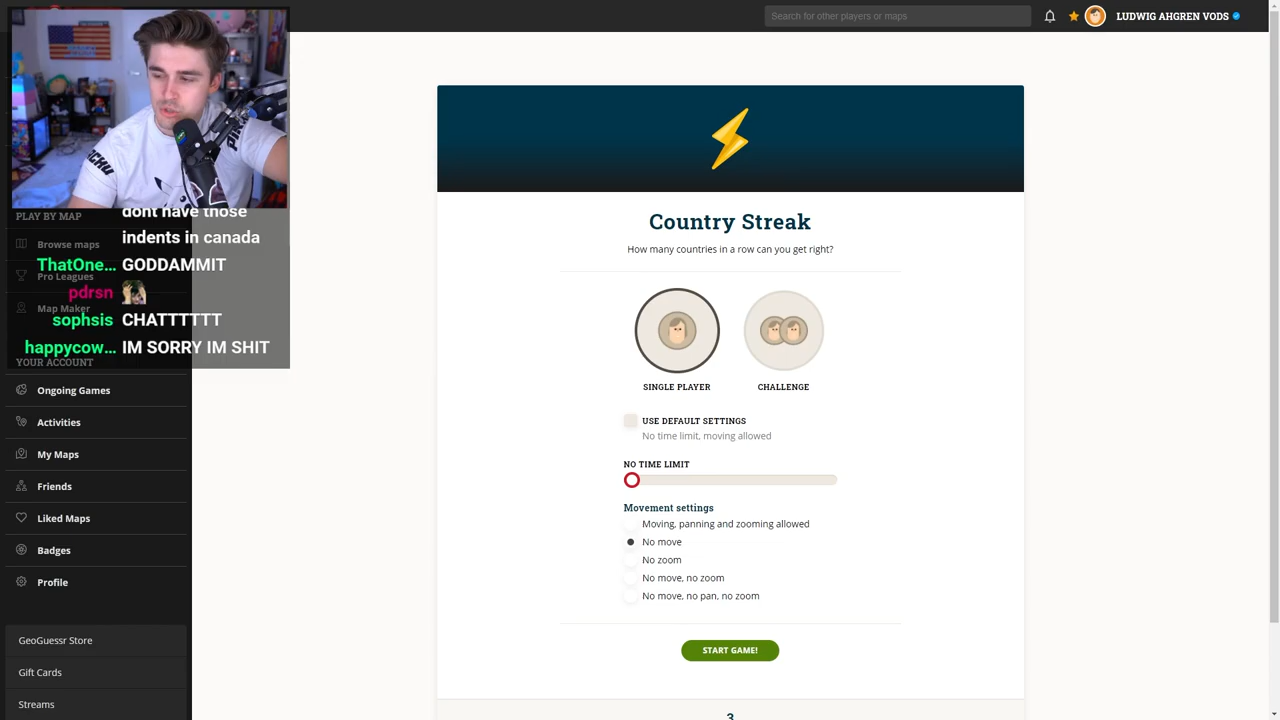 Search for other players or maps
LUDWIG AHGREN VODS
PLAY BY MAP
Browse maps
Pro Leagues
Map Maker
dont have those
indents in canada
ThatOne... GODDAMMIT
pdrsn
sophsis CHATTTTTT
happycow... IM SORRY IM SHIT
YOUR ACCOUNT
Ongoing Games
Activities
My Maps
Friends
Liked Maps
Badges
Profile
GeoGuessr Store
Gift Cards
Streams
Country Streak
How many countries in a row can you get right?
SINGLE PLAYER
CHALLENGE
USE DEFAULT SETTINGS
No time limit, moving allowed
NO TIME LIMIT
Movement settings
Moving, panning and zooming allowed
No move
No zoom
No move, no zoom
No move, no pan, no zoom
START GAME!
3